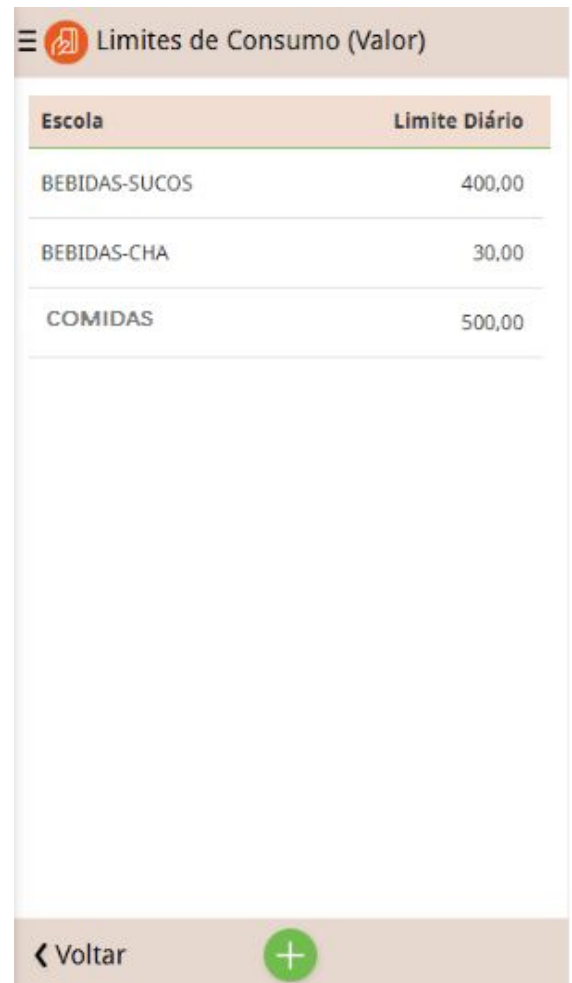 Limites de Consumo (Valor)
Escola Limite Diário
BEBIDAS-SUCOS 400,00
BEBIDAS-CHA 30,00
COMIDAS 500,00
Voltar